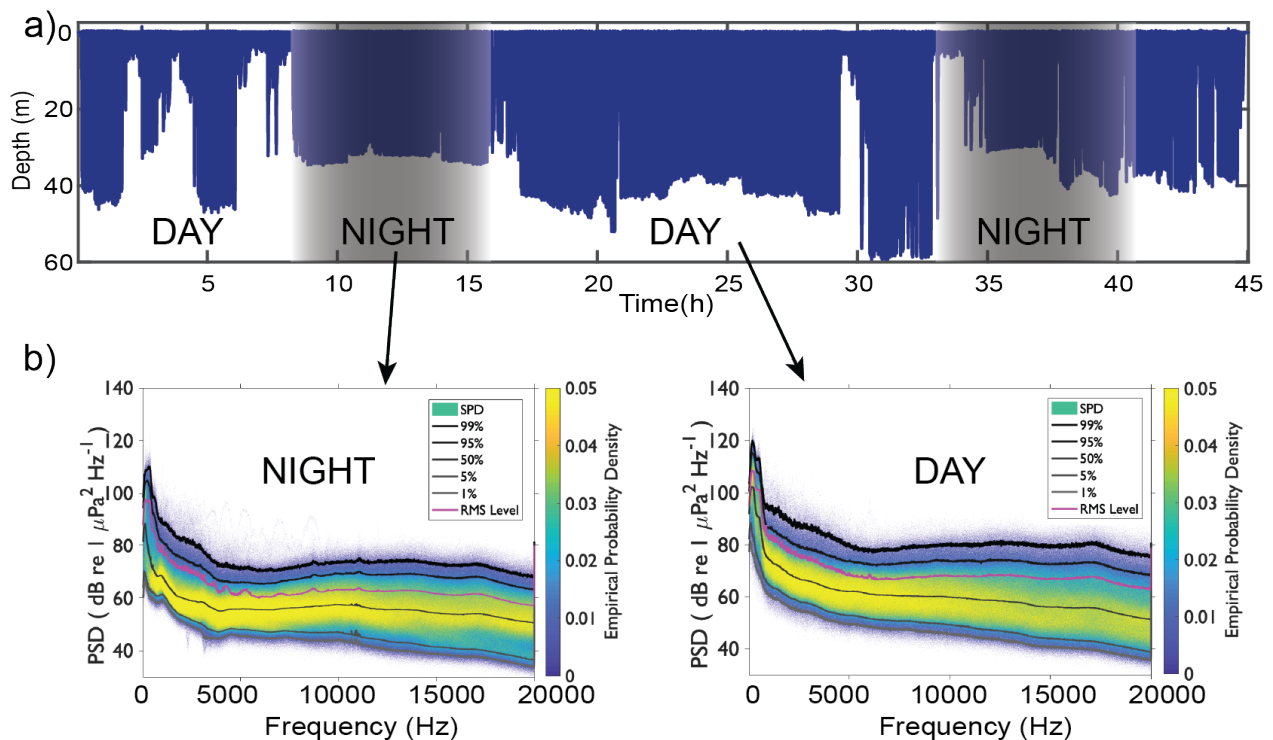 a)
0
20
40
60
Depth (m)
DAY NIGHT DAY NIGHT
5 10 15 20 25 30 35 40 45
Time(h)
b)
140
120
100
80
60
40
PSD ( dB re 1 μPa² Hz⁻¹)
NIGHT
SPD
99%
95%
50%
5%
1%
RMS Level
0.05
0.04
0.03
0.02
0.01
0
Empirical Probability Density
0 5000 10000 15000 20000
Frequency (Hz)
140
120
100
80
60
40
PSD ( dB re 1 μPa² Hz⁻¹)
DAY
SPD
99%
95%
50%
5%
1%
RMS Level
0.05
0.04
0.03
0.02
0.01
0
Empirical Probability Density
0 5000 10000 15000 20000
Frequency (Hz)